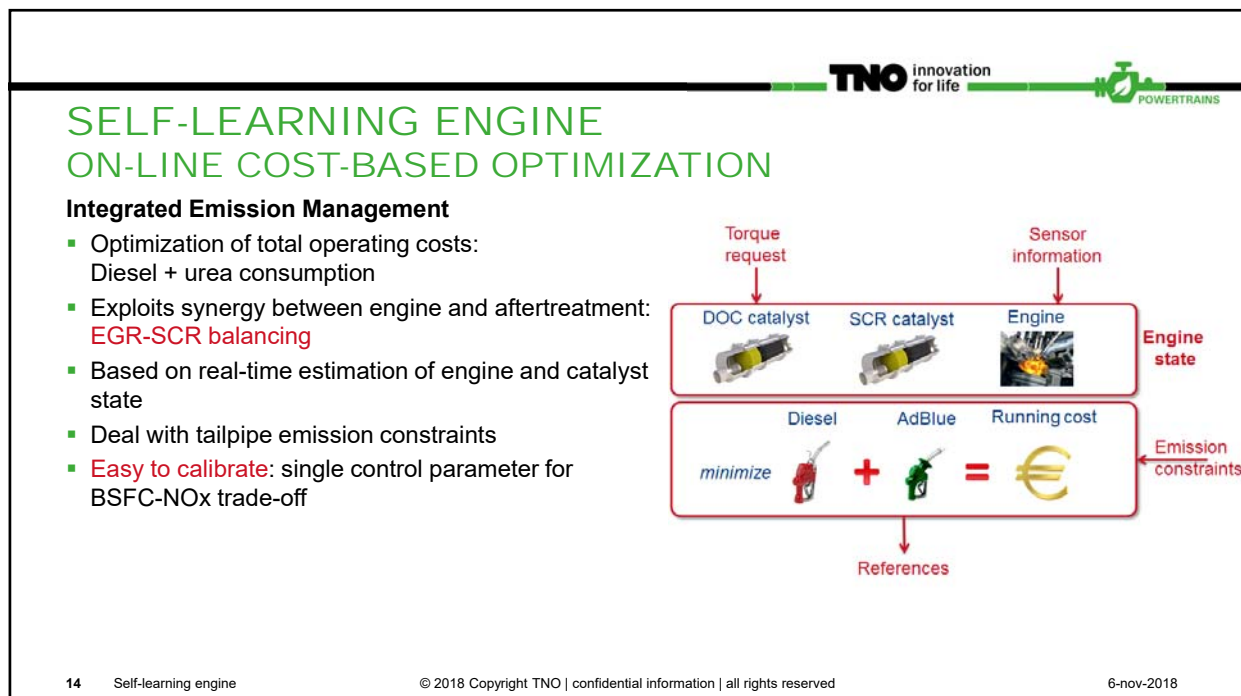 TNO innovation
for life
POWERTRAINS
SELF-LEARNING ENGINE
ON-LINE COST-BASED OPTIMIZATION
Integrated Emission Management
▪ Optimization of total operating costs:
Diesel + urea consumption
▪ Exploits synergy between engine and aftertreatment:
EGR-SCR balancing
▪ Based on real-time estimation of engine and catalyst
state
▪ Deal with tailpipe emission constraints
▪ Easy to calibrate: single control parameter for
BSFC-NOx trade-off
Torque
request
Sensor
information
DOC catalyst
SCR catalyst
Engine
Engine
state
Diesel
AdBlue
Running cost
minimize + = €
Emission
constraints
References
14 Self-learning engine © 2018 Copyright TNO | confidential information | all rights reserved 6-nov-2018